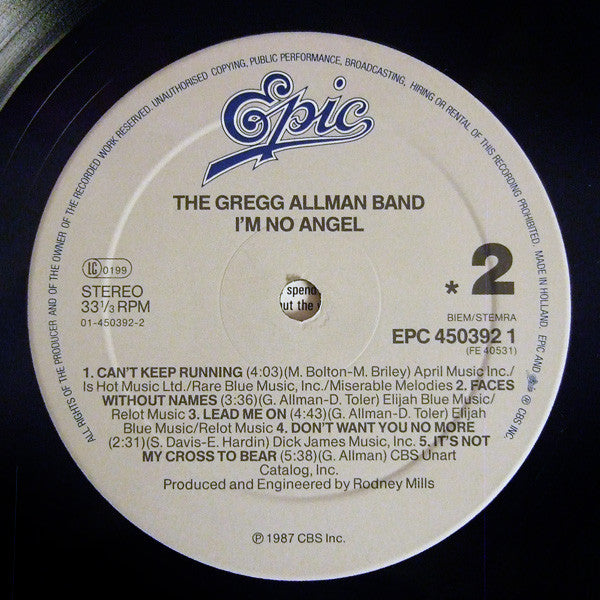 ALL RIGHTS OF THE PRODUCER AND OF THE OWNER OF THE RECORDED WORK RESERVED. UNAUTHORISED COPYING, PUBLIC PERFORMANCE, BROADCASTING, HIRING OR RENTAL OF THIS RECORDING PROHIBITED. MADE IN HOLLAND. EPIC AND ® CBS INC.
Epic
THE GREGG ALLMAN BAND
I'M NO ANGEL
LC 0199
STEREO
33⅓ RPM
01-450392-2
* 2
BIEM/STEMRA
EPC 450392 1
(FE 40531)
spend
ut the
1. CAN'T KEEP RUNNING (4:03)(M. Bolton-M. Briley) April Music Inc./
Is Hot Music Ltd./Rare Blue Music, Inc./Miserable Melodies 2. FACES
WITHOUT NAMES (3:36)(G. Allman-D. Toler) Elijah Blue Music/
Relot Music 3. LEAD ME ON (4:43)(G. Allman-D. Toler) Elijah
Blue Music/Relot Music 4. DON'T WANT YOU NO MORE
(2:31)(S. Davis-E. Hardin) Dick James Music, Inc. 5. IT'S NOT
MY CROSS TO BEAR (5:38)(G. Allman) CBS Unart
Catalog, Inc.
Produced and Engineered by Rodney Mills
℗ 1987 CBS Inc.